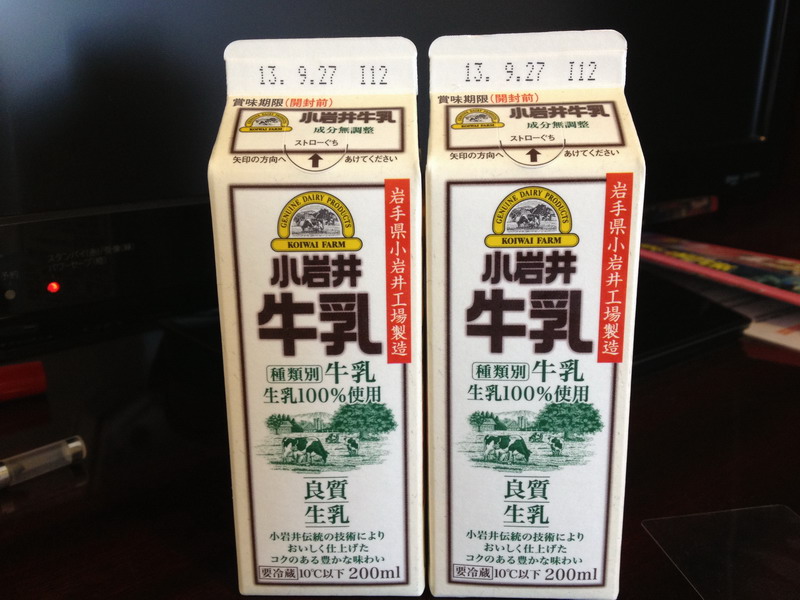 13. 9.27 I12
賞味期限(開封前)
KOIWAI FARM
小岩井牛乳
成分無調整
ストローぐち
矢印の方向へ あけてください
GENUINE DAIRY PRODUCTS
KOIWAI FARM
小岩井
牛乳
岩手県小岩井工場製造
種類別 牛乳
生乳100%使用
良質
生乳
小岩井伝統の技術により
おいしく仕上げた
コクのある豊かな味わい
要冷蔵 10℃以下 200ml
13. 9.27 I12
賞味期限(開封前)
KOIWAI FARM
小岩井牛乳
成分無調整
ストローぐち
矢印の方向へ あけてください
GENUINE DAIRY PRODUCTS
KOIWAI FARM
小岩井
牛乳
岩手県小岩井工場製造
種類別 牛乳
生乳100%使用
良質
生乳
小岩井伝統の技術により
おいしく仕上げた
コクのある豊かな味わい
要冷蔵 10℃以下 200ml